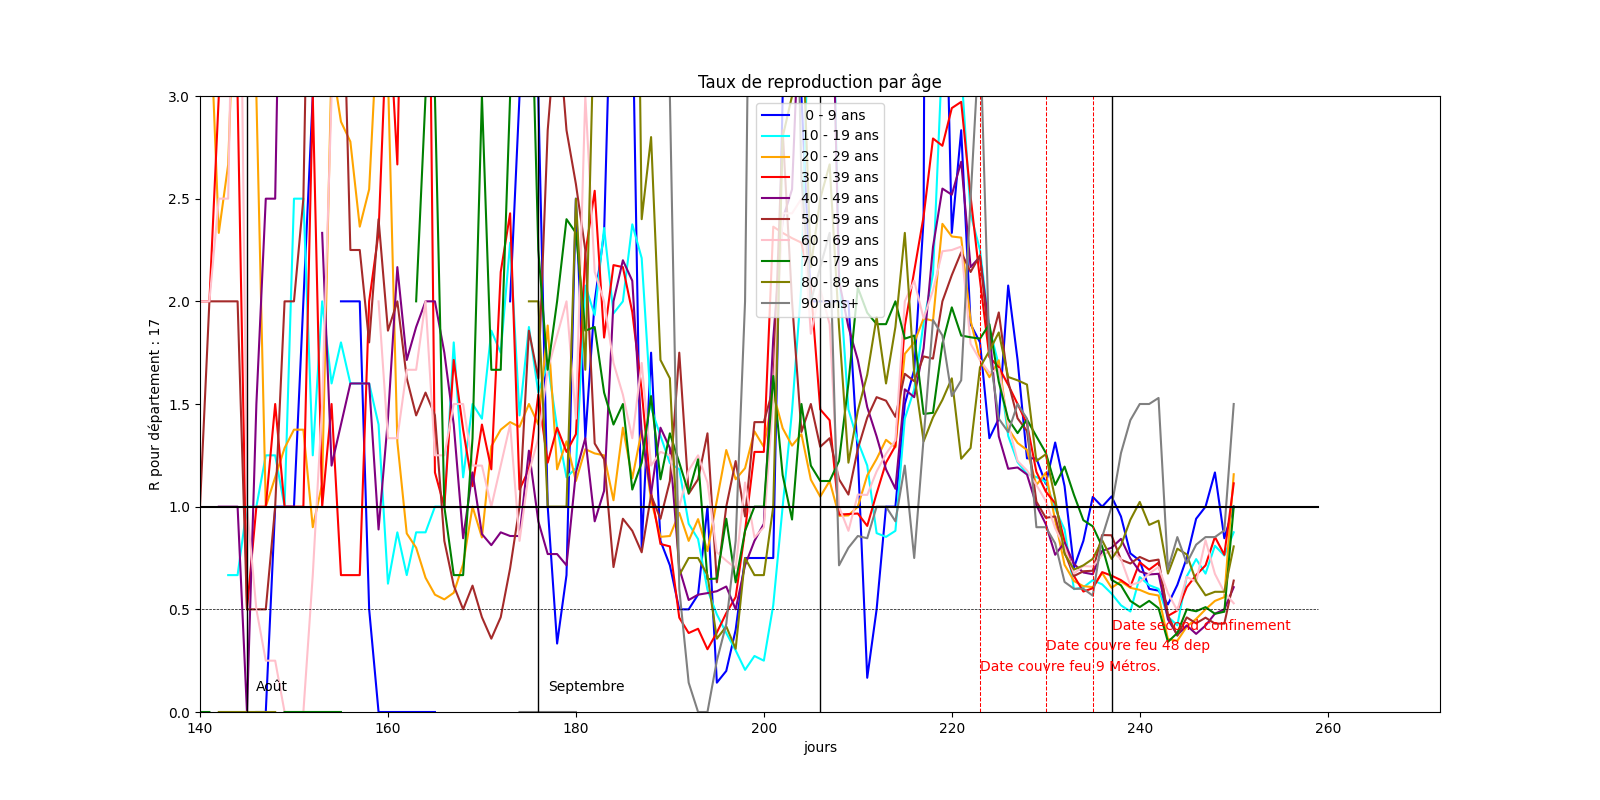 Taux de reproduction par âge
3.0
2.5
2.0
1.5
1.0
0.5
0.0
R pour département : 17
0 - 9 ans
10 - 19 ans
20 - 29 ans
30 - 39 ans
40 - 49 ans
50 - 59 ans
60 - 69 ans
70 - 79 ans
80 - 89 ans
90 ans+
Date second confinement
Date couvre feu 48 dep
Date couvre feu 9 Métros.
Août
Septembre
140
160
180
200
220
240
260
jours